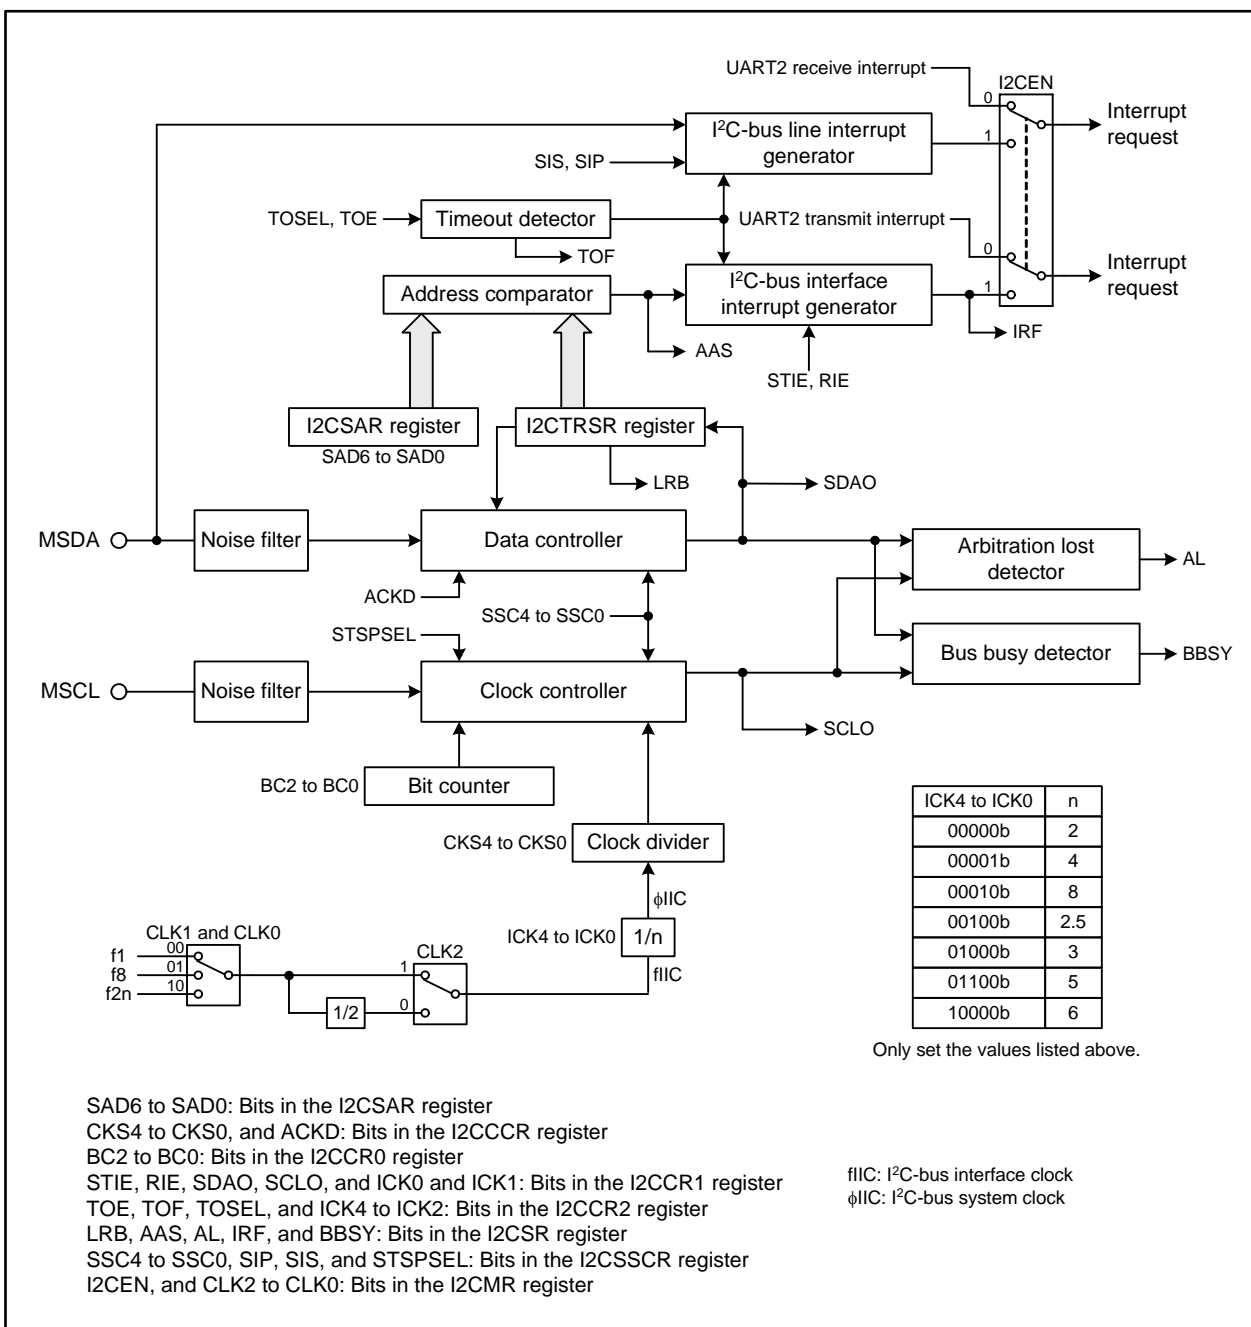 UART2 receive interrupt
I2CEN
0
Interrupt
request
I²C-bus line interrupt
generator
1
SIS, SIP
TOSEL, TOE
Timeout detector
UART2 transmit interrupt
TOF
0
Interrupt
request
Address comparator
I²C-bus interface
interrupt generator
1
IRF
AAS
STIE, RIE
I2CSAR register
SAD6 to SAD0
I2CTRSR register
LRB
SDAO
MSDA
Noise filter
Data controller
Arbitration lost
detector
AL
ACKD
SSC4 to SSC0
STSPSEL
Bus busy detector
BBSY
MSCL
Noise filter
Clock controller
SCLO
BC2 to BC0
Bit counter
CKS4 to CKS0
Clock divider
ϕIIC
ICK4 to ICK0
1/n
fIIC
CLK1 and CLK0
f1
00
f8
01
f2n
10
CLK2
1
1/2
0
ICK4 to ICK0 n
00000b 2
00001b 4
00010b 8
00100b 2.5
01000b 3
01100b 5
10000b 6
Only set the values listed above.
SAD6 to SAD0: Bits in the I2CSAR register
CKS4 to CKS0, and ACKD: Bits in the I2CCCR register
BC2 to BC0: Bits in the I2CCR0 register
STIE, RIE, SDAO, SCLO, and ICK0 and ICK1: Bits in the I2CCR1 register
TOE, TOF, TOSEL, and ICK4 to ICK2: Bits in the I2CCR2 register
LRB, AAS, AL, IRF, and BBSY: Bits in the I2CSR register
SSC4 to SSC0, SIP, SIS, and STSPSEL: Bits in the I2CSSCR register
I2CEN, and CLK2 to CLK0: Bits in the I2CMR register
fIIC: I²C-bus interface clock
ϕIIC: I²C-bus system clock